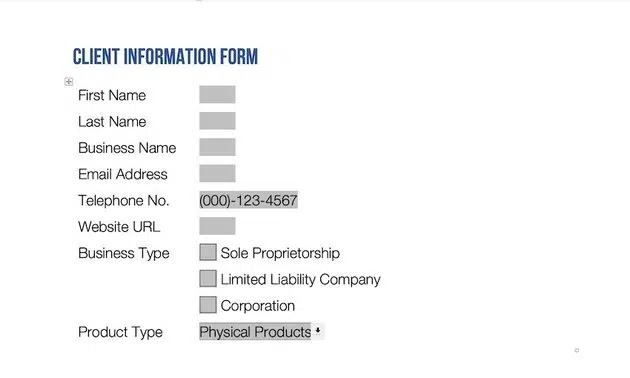 CLIENT INFORMATION FORM
First Name
Last Name
Business Name
Email Address
Telephone No. (000)-123-4567
Website URL
Business Type Sole Proprietorship
Limited Liability Company
Corporation
Product Type Physical Products